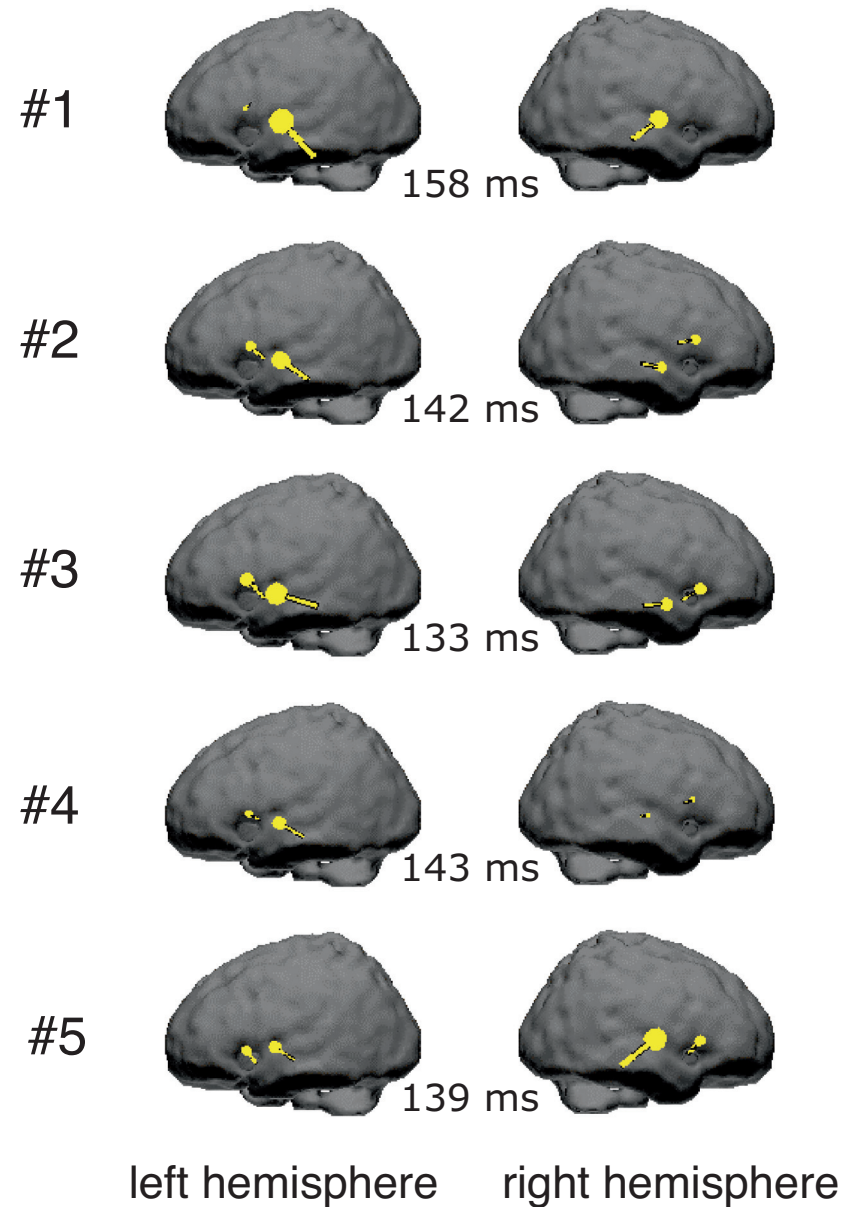 #1
158 ms
#2
142 ms
#3
133 ms
#4
143 ms
#5
139 ms
left hemisphere right hemisphere